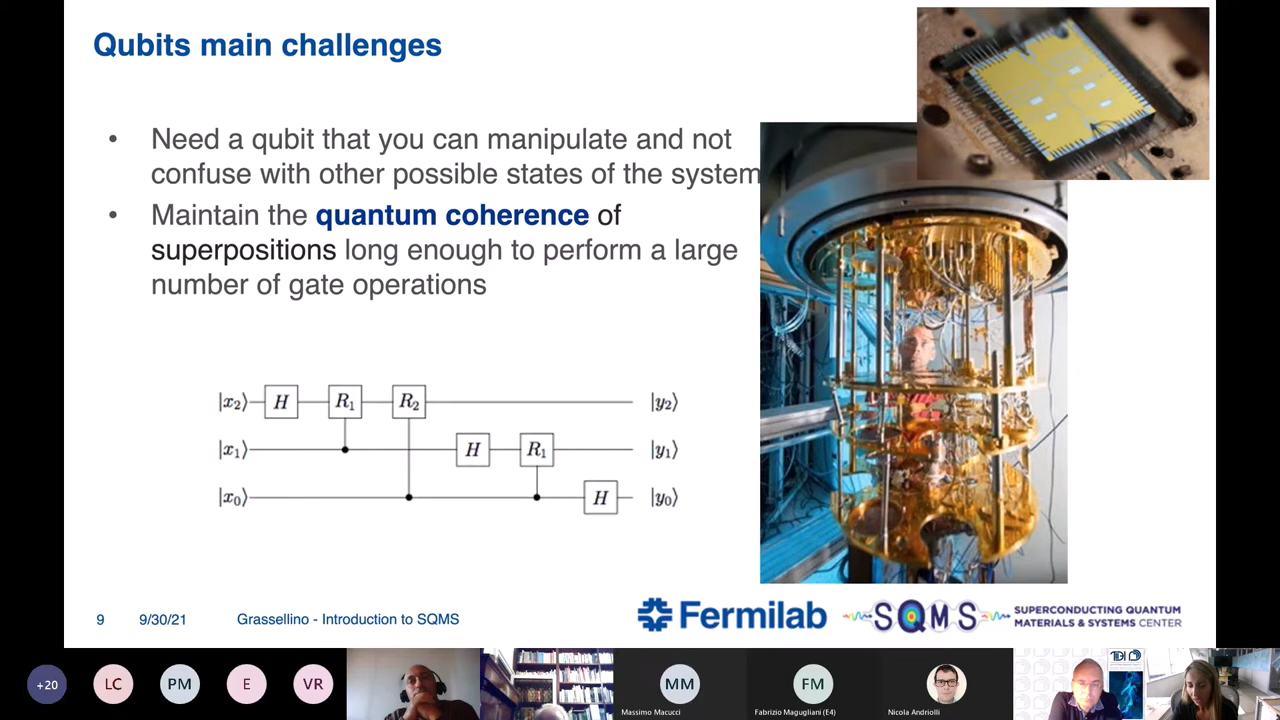 Qubits main challenges
• Need a qubit that you can manipulate and not
confuse with other possible states of the system
• Maintain the quantum coherence of
superpositions long enough to perform a large
number of gate operations
|x₂⟩ H R₁ R₂ |y₂⟩
|x₁⟩ H R₁ |y₁⟩
|x₀⟩ H |y₀⟩
9 9/30/21 Grassellino - Introduction to SQMS
Fermilab
SQMS
SUPERCONDUCTING QUANTUM
MATERIALS & SYSTEMS CENTER
+20 LC PM E VR MM FM
Massimo Macucci Fabrizio Magugliani (E4) Nicola Andriolli